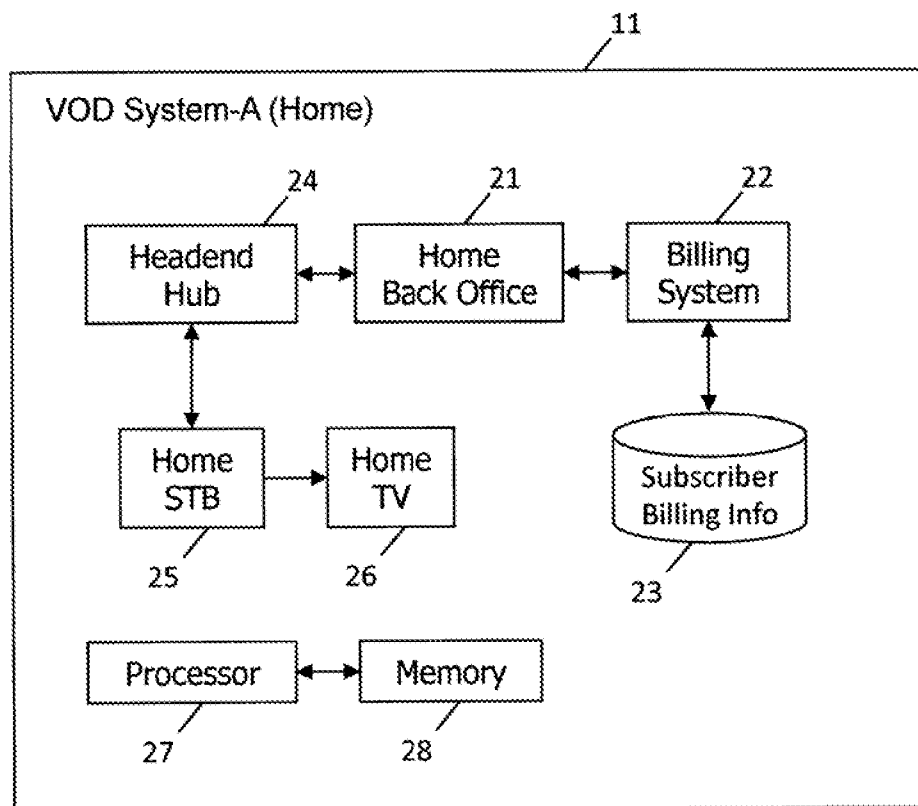 11
VOD System-A (Home)
24
21
22
Headend
Hub
Home
Back Office
Billing
System
Home
STB
Home
TV
Subscriber
Billing Info
25
26
23
Processor
Memory
27
28